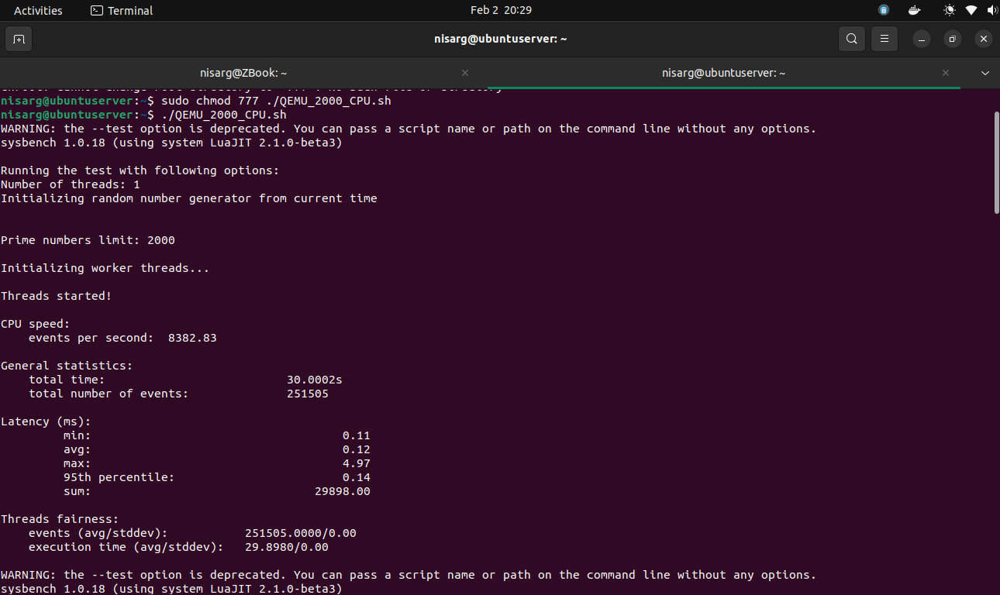 Activities Terminal Feb 2 20:29
nisarg@ubuntuserver: ~
nisarg@ZBook: ~ nisarg@ubuntuserver: ~
nisarg@ubuntuserver:~$ sudo chmod 777 ./QEMU_2000_CPU.sh
nisarg@ubuntuserver:~$ ./QEMU_2000_CPU.sh
WARNING: the --test option is deprecated. You can pass a script name or path on the command line without any options.
sysbench 1.0.18 (using system LuaJIT 2.1.0-beta3)
Running the test with following options:
Number of threads: 1
Initializing random number generator from current time
Prime numbers limit: 2000
Initializing worker threads...
Threads started!
CPU speed:
events per second: 8382.83
General statistics:
total time: 30.0002s
total number of events: 251505
Latency (ms):
min: 0.11
avg: 0.12
max: 4.97
95th percentile: 0.14
sum: 29898.00
Threads fairness:
events (avg/stddev): 251505.0000/0.00
execution time (avg/stddev): 29.8980/0.00
WARNING: the --test option is deprecated. You can pass a script name or path on the command line without any options.
sysbench 1.0.18 (using system LuaJIT 2.1.0-beta3)